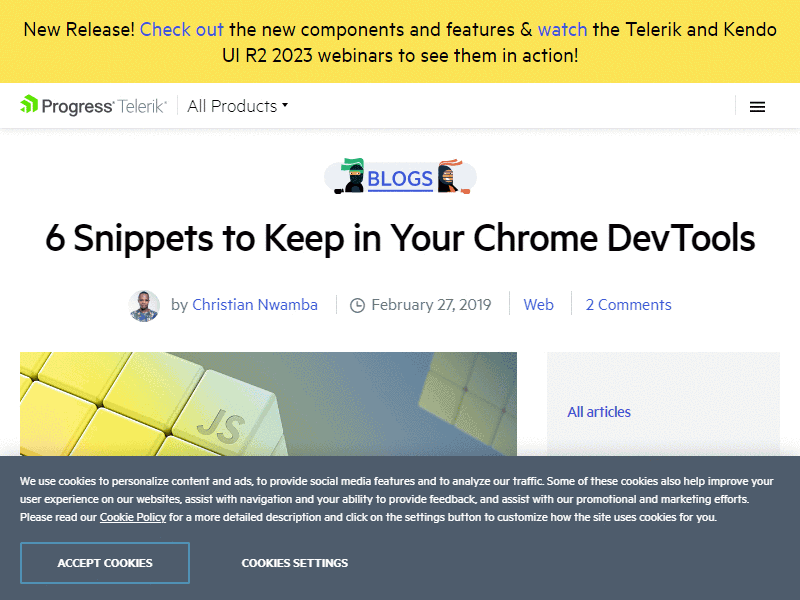 New Release! Check out the new components and features & watch the Telerik and Kendo
UI R2 2023 webinars to see them in action!
Progress Telerik
All Products
BLOGS
6 Snippets to Keep in Your Chrome DevTools
by Christian Nwamba
February 27, 2019
Web
2 Comments
JS
All articles
We use cookies to personalize content and ads, to provide social media features and to analyze our traffic. Some of these cookies also help improve your
user experience on our websites, assist with navigation and your ability to provide feedback, and assist with our promotional and marketing efforts.
Please read our Cookie Policy for a more detailed description and click on the settings button to customize how the site uses cookies for you.
ACCEPT COOKIES
COOKIES SETTINGS